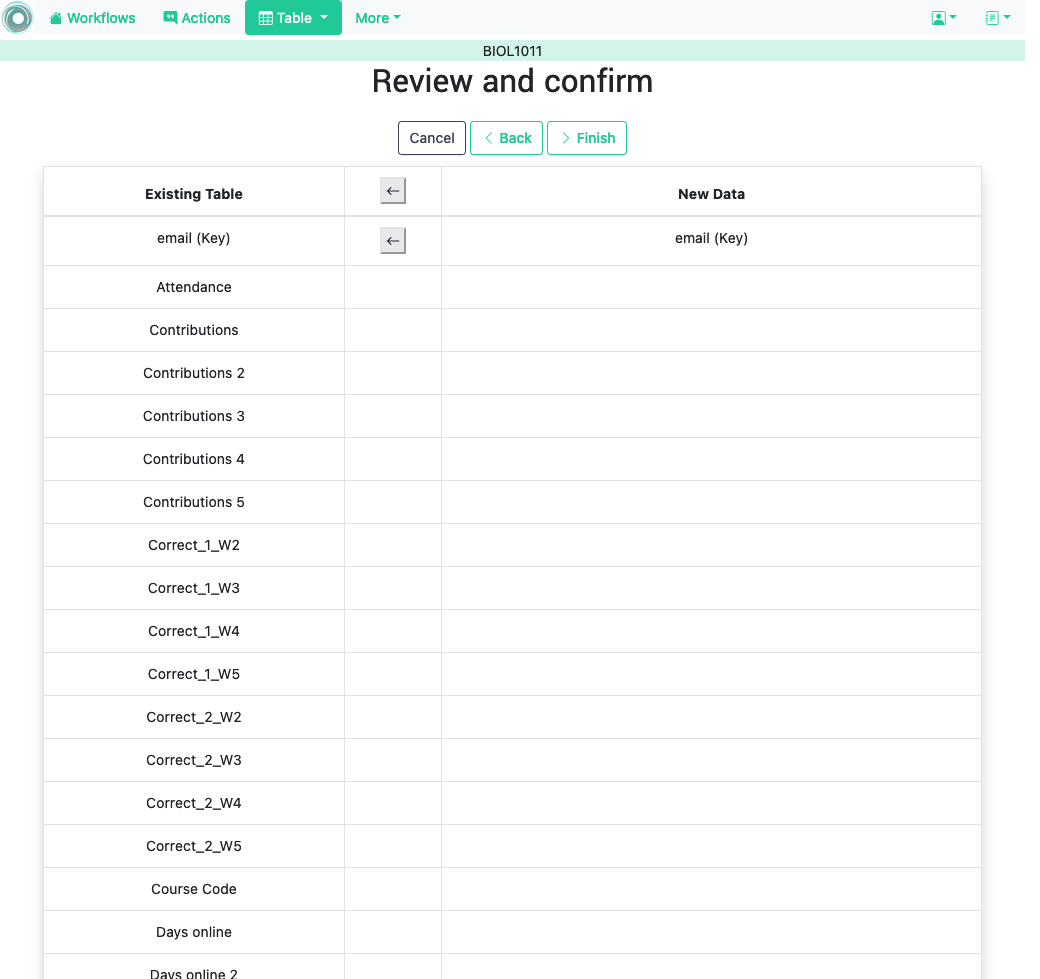 Workflows Actions Table More
BIOL1011
Review and confirm
Cancel Back Finish
Existing Table New Data
email (Key) email (Key)
Attendance
Contributions
Contributions 2
Contributions 3
Contributions 4
Contributions 5
Correct_1_W2
Correct_1_W3
Correct_1_W4
Correct_1_W5
Correct_2_W2
Correct_2_W3
Correct_2_W4
Correct_2_W5
Course Code
Days online
Days online 2